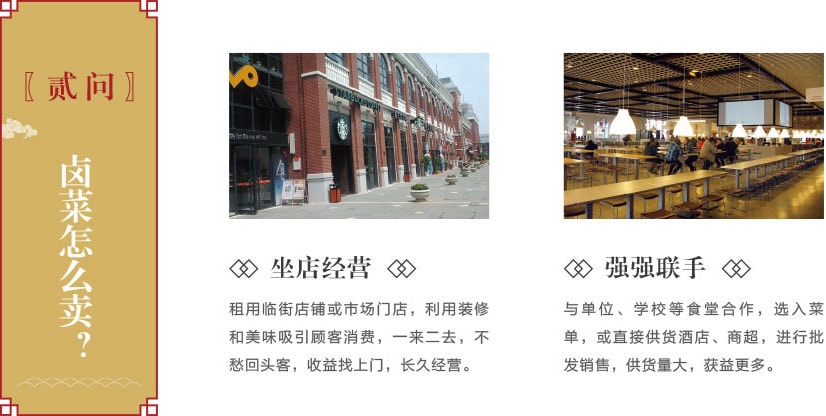 〖贰问〗
卤菜怎么卖？
STARBUCKS COFFEE
坐店经营
租用临街店铺或市场门店，利用装修
和美味吸引顾客消费，一来二去，不
愁回头客，收益找上门，长久经营。
强强联手
与单位、学校等食堂合作，选入菜
单，或直接供货酒店、商超，进行批
发销售，供货量大，获益更多。